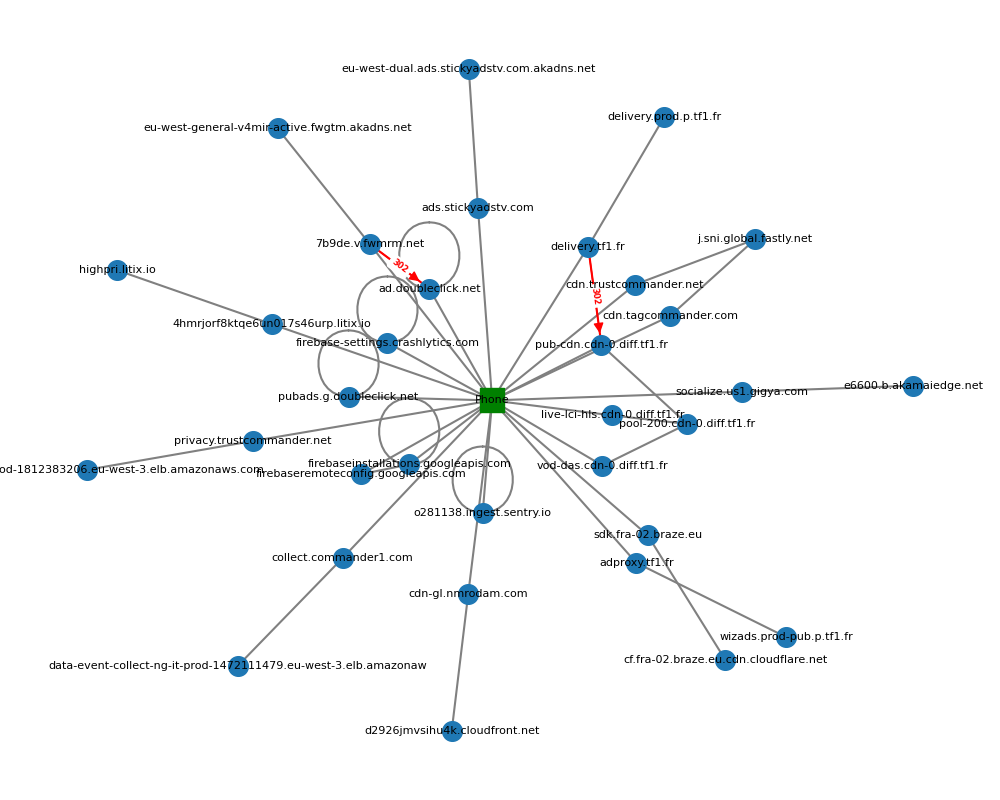 eu-west-dual.ads.stickyadstv.com.akadns.net
delivery.prod.p.tf1.fr
eu-west-general-v4mir-active.fwgtm.akadns.net
ads.stickyadstv.com
7b9de.v.fwmrm.net
delivery.tf1.fr
j.sni.global.fastly.net
302
highpri.litix.io
ad.doubleclick.net
cdn.trustcommander.net
302
4hmrjorf8ktqe6un017s46urp.litix.io
cdn.tagcommander.com
firebase-settings.crashlytics.com
pub-cdn.cdn-0.diff.tf1.fr
e6600.b.akamaiedge.net
socialize.us1.gigya.com
pubads.g.doubleclick.net
Phone
live-l-hls.cdn-0.diff.tf1.fr
pool-200.cdn-0.diff.tf1.fr
privacy.trustcommander.net
firebaseinstallations.googleapis.com
vod-das.cdn-0.diff.tf1.fr
od-1812383206.eu-west-3.elb.amazonaws.com
firebaseremoteconfig.googleapis.com
o281138.ingest.sentry.io
sdk.fra-02.braze.eu
collect.commander1.com
adproxy.tf1.fr
cdn-gl.nmrodam.com
wizads.prod-pub.p.tf1.fr
cf.fra-02.braze.eu.cdn.cloudflare.net
data-event-collect-ng-it-prod-1472111479.eu-west-3.elb.amazonaw
d2926jmvsihu4k.cloudfront.net